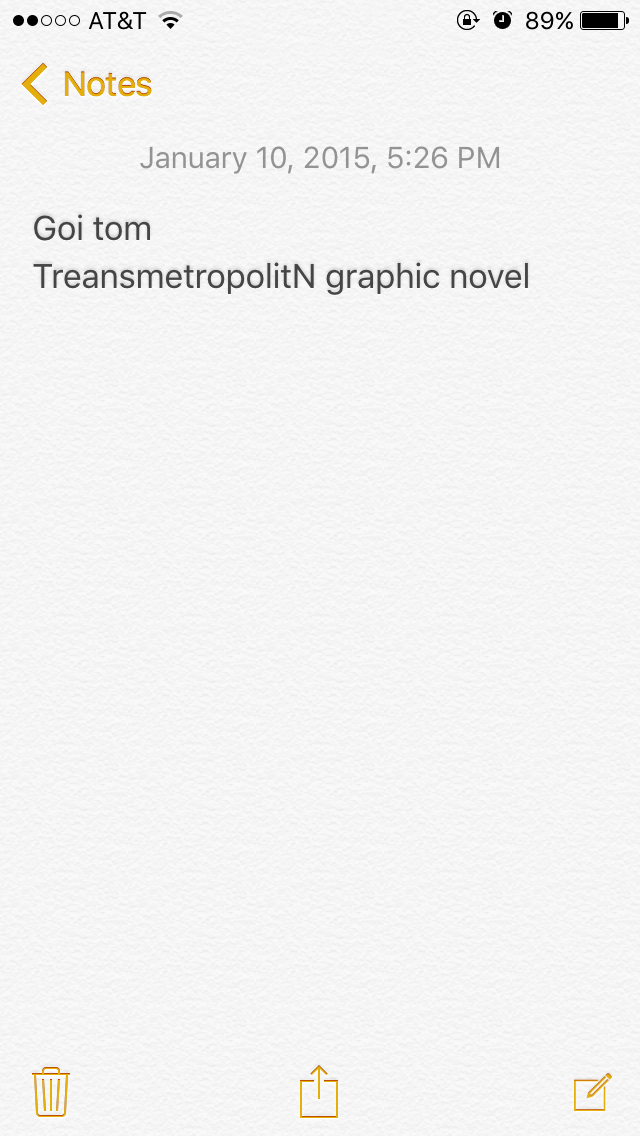 AT&T 89%
Notes
January 10, 2015, 5:26 PM
Goi tom
TreansmetropolitN graphic novel